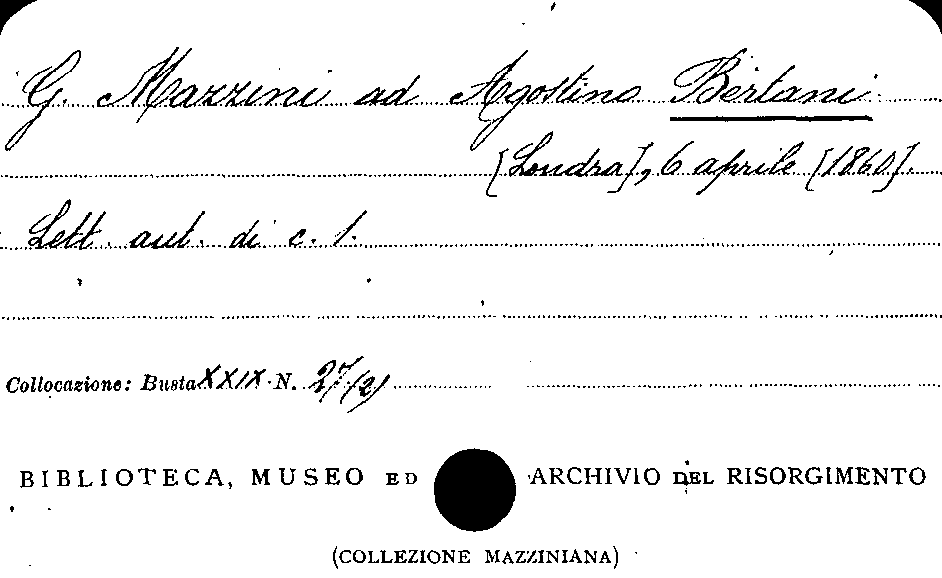 G. Mazzini ad Agostino Bertani.
[Londra], 6 aprile [1860].
Lett. aut. di c. 1.
Collocazione: Busta XXIX N. 27/2)
BIBLIOTECA, MUSEO ED ARCHIVIO DEL RISORGIMENTO
(COLLEZIONE MAZZINIANA)